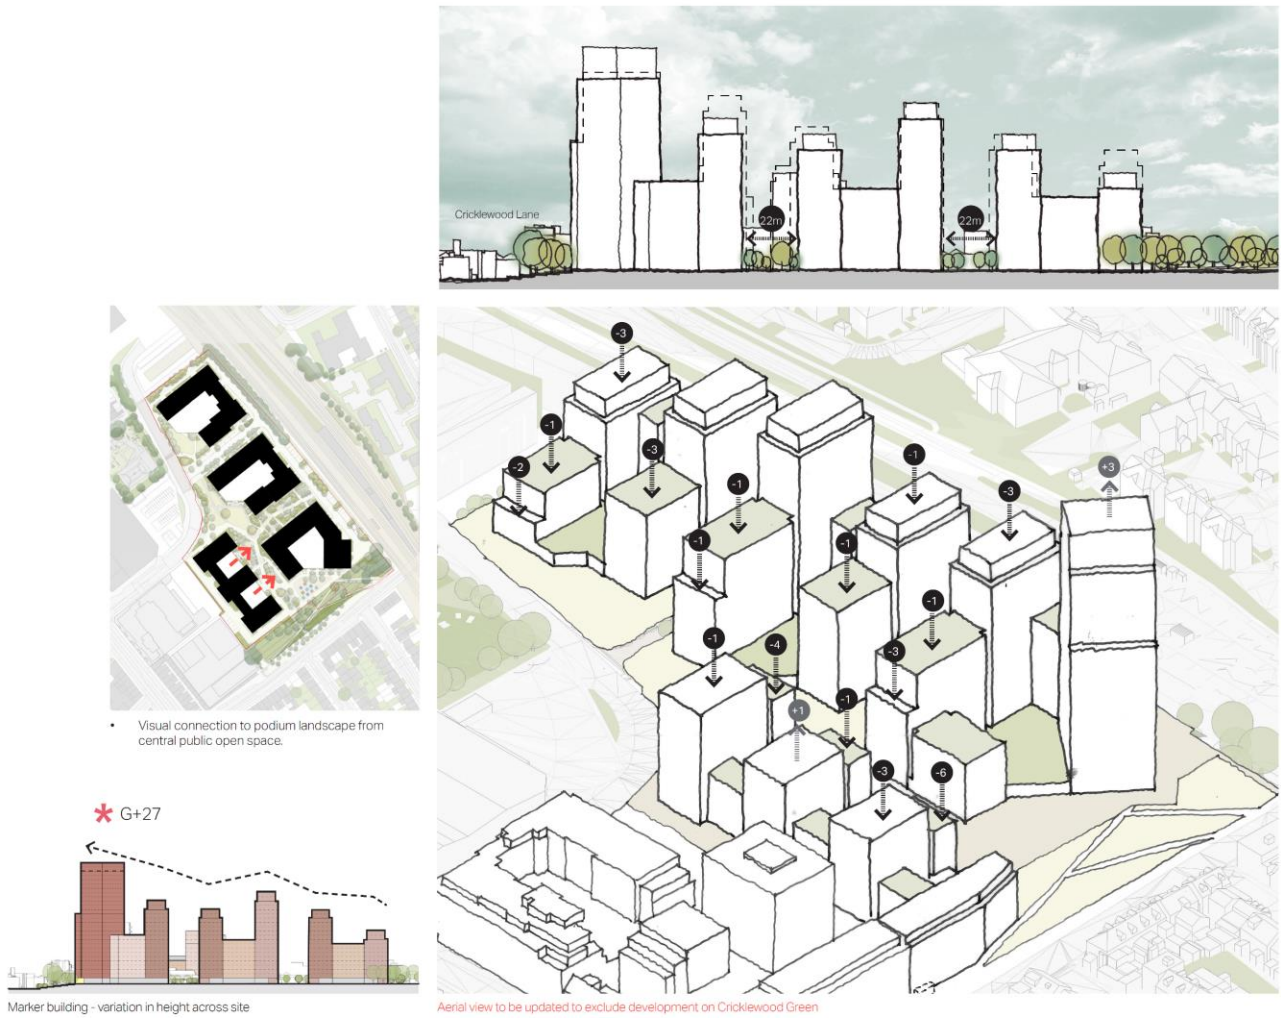 Cricklewood Lane
22m
22m
-3
-1
-3
-2
-1
-1
-3
+3
-1
-1
-1
-1
-4
-3
+1
-1
-3
-6
• Visual connection to podium landscape from
central public open space.
* G+27
Marker building - variation in height across site
Aerial view to be updated to exclude development on Cricklewood Green